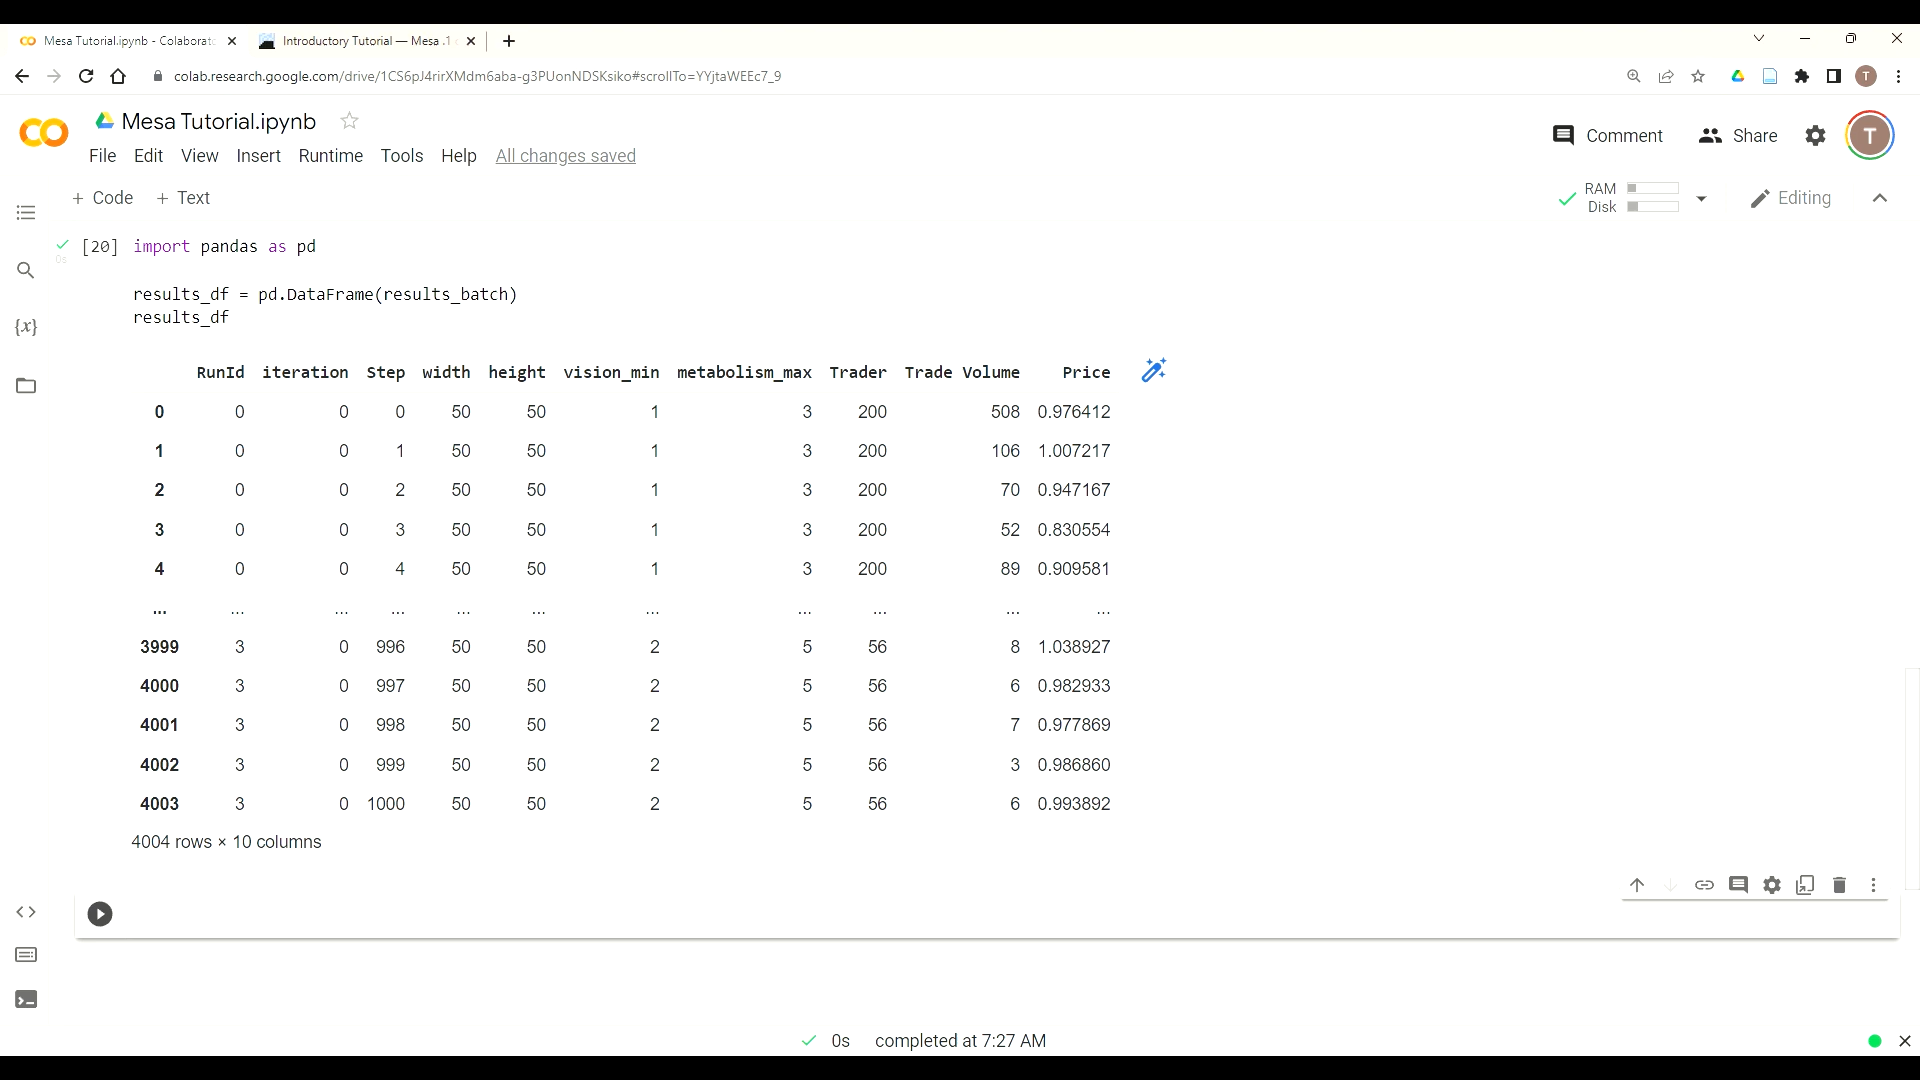 Mesa Tutorial.ipynb - Colaborato
Introductory Tutorial — Mesa .1
colab.research.google.com/drive/1CS6pJ4rirXMdm6aba-g3PUonNDSKsiko#scrollTo=YYjtaWEEc7_9
T
Mesa Tutorial.ipynb
Comment Share T
File Edit View Insert Runtime Tools Help All changes saved
+ Code + Text
RAM
Disk
Editing
[20] import pandas as pd
0s
{x}
results_df = pd.DataFrame(results_batch)
results_df
RunId iteration Step width height vision_min metabolism_max Trader Trade Volume Price
0 0 0 0 50 50 1 3 200 508 0.976412
1 0 0 1 50 50 1 3 200 106 1.007217
2 0 0 2 50 50 1 3 200 70 0.947167
3 0 0 3 50 50 1 3 200 52 0.830554
4 0 0 4 50 50 1 3 200 89 0.909581
... ... ... ... ... ... ... ... ... ... ...
3999 3 0 996 50 50 2 5 56 8 1.038927
4000 3 0 997 50 50 2 5 56 6 0.982933
4001 3 0 998 50 50 2 5 56 7 0.977869
4002 3 0 999 50 50 2 5 56 3 0.986860
4003 3 0 1000 50 50 2 5 56 6 0.993892
4004 rows × 10 columns
0s completed at 7:27 AM